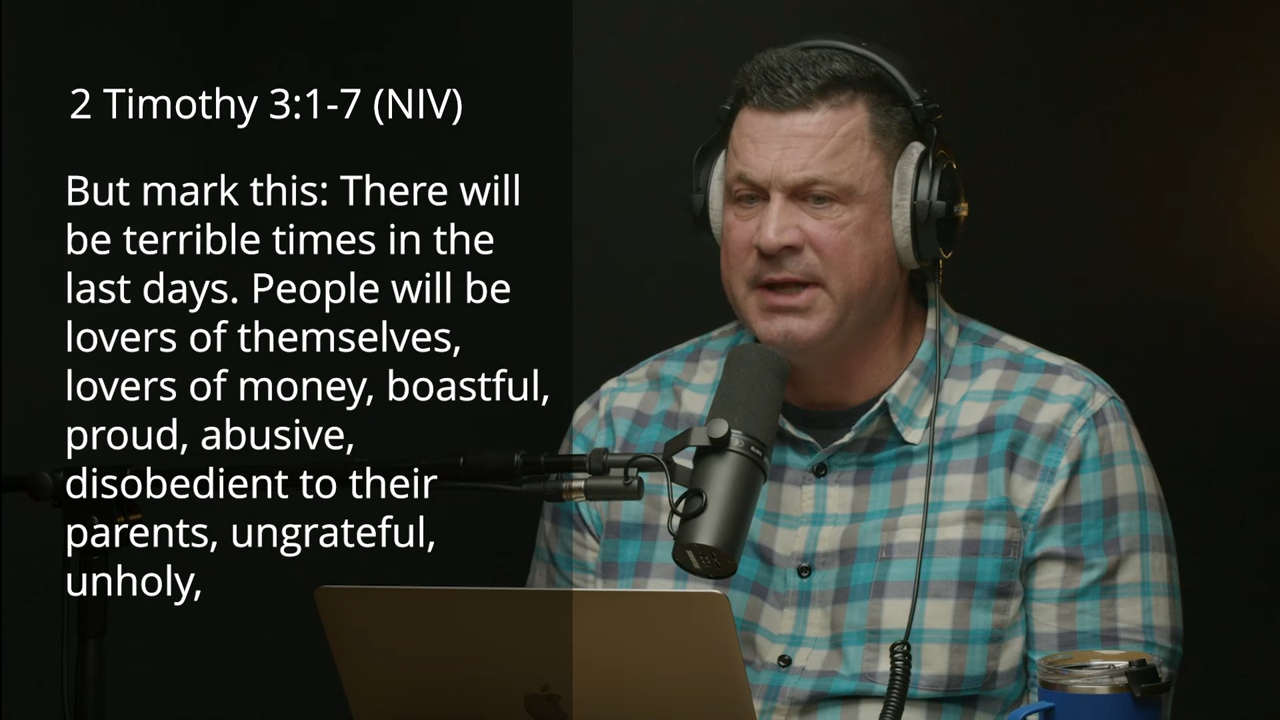 2 Timothy 3:1-7 (NIV)
But mark this: There will
be terrible times in the
last days. People will be
lovers of themselves,
lovers of money, boastful,
proud, abusive,
disobedient to their
parents, ungrateful,
unholy,